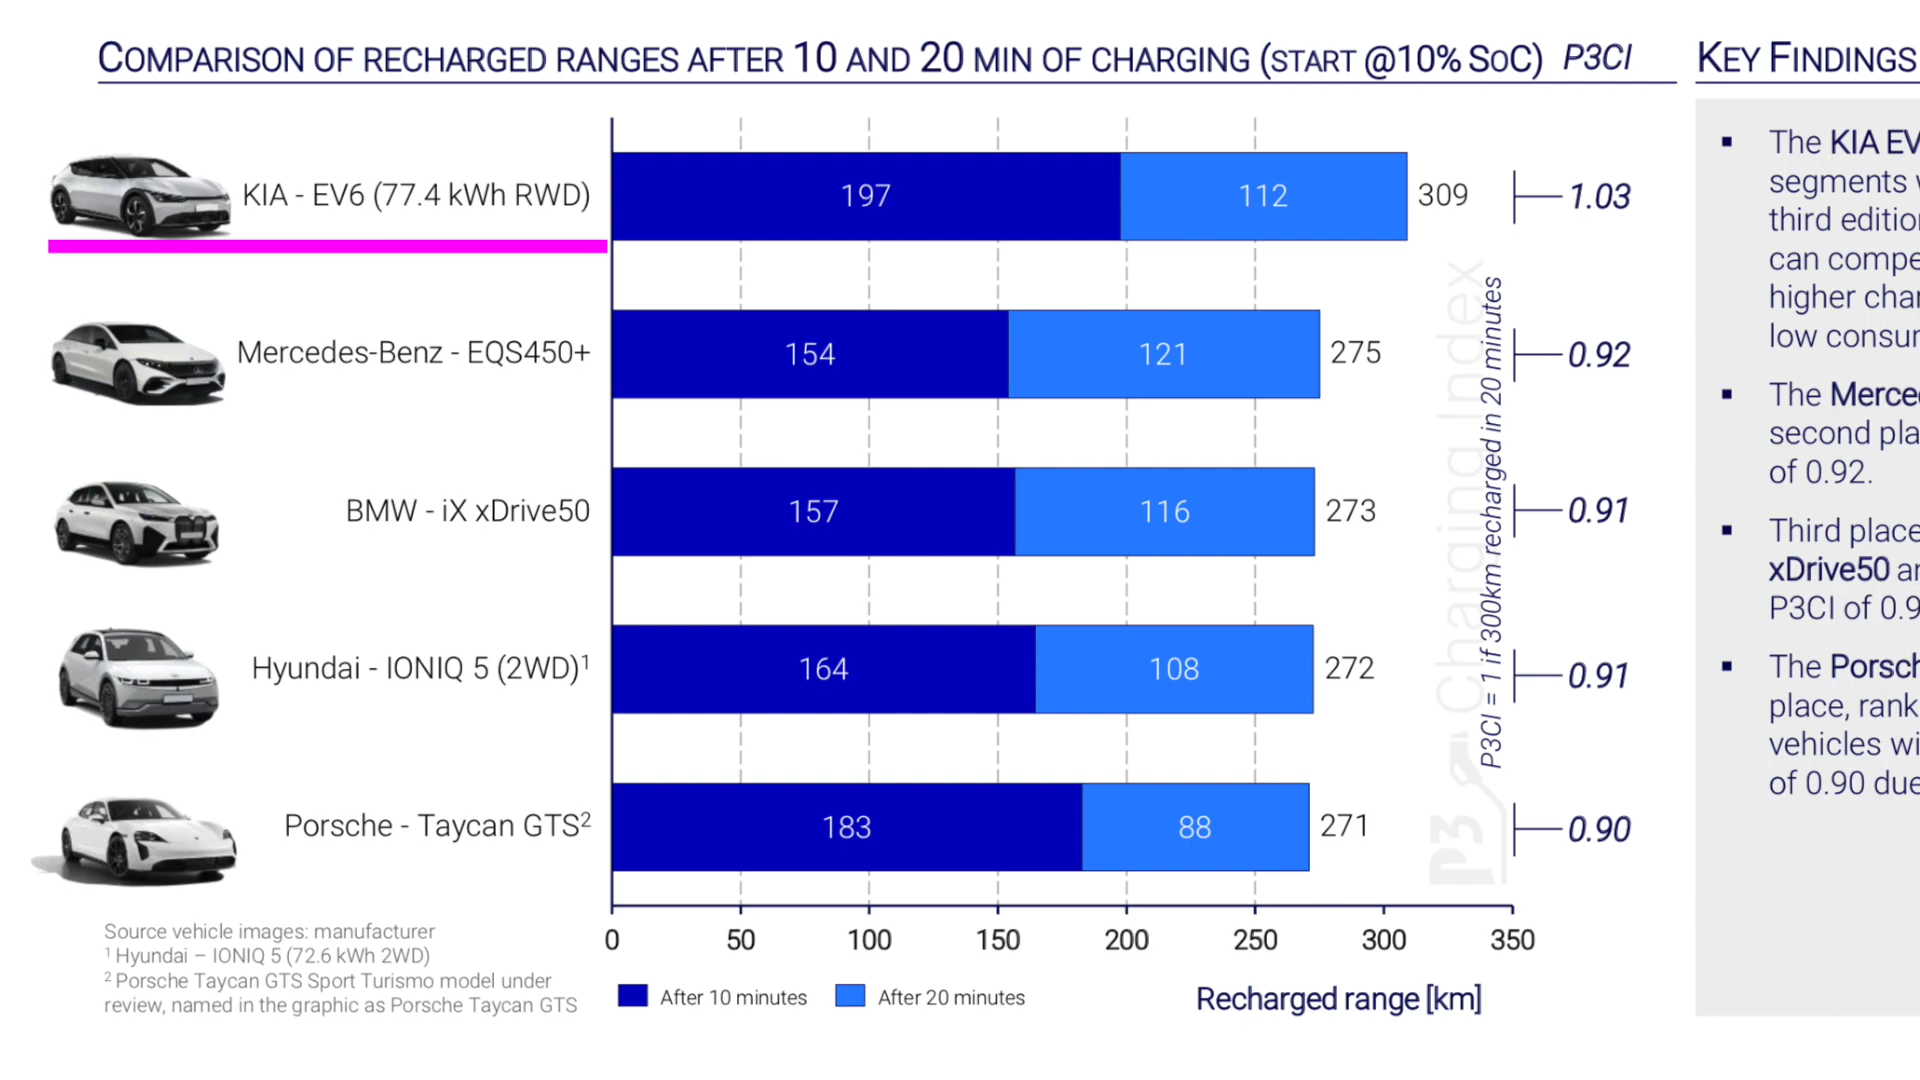 COMPARISON OF RECHARGED RANGES AFTER 10 AND 20 MIN OF CHARGING (START @10% SOC) P3CI
KIA - EV6 (77.4 kWh RWD)
197
112
309
1.03
Mercedes-Benz - EQS450+
154
121
275
0.92
BMW - iX xDrive50
157
116
273
0.91
Hyundai - IONIQ 5 (2WD)¹
164
108
272
0.91
Porsche - Taycan GTS²
183
88
271
0.90
P3 Charging Index
P3CI = 1 if 300km recharged in 20 minutes
0 50 100 150 200 250 300 350
After 10 minutes
After 20 minutes
Recharged range [km]
Source vehicle images: manufacturer
¹ Hyundai – IONIQ 5 (72.6 kWh 2WD)
² Porsche Taycan GTS Sport Turismo model under
review, named in the graphic as Porsche Taycan GTS
KEY FINDINGS
▪ The KIA EV
segments
third edition
can compe
higher char
low consu
▪ The Merce
second pla
of 0.92.
▪ Third place
xDrive50 ar
P3CI of 0.9
▪ The Porsch
place, rank
vehicles wi
of 0.90 due